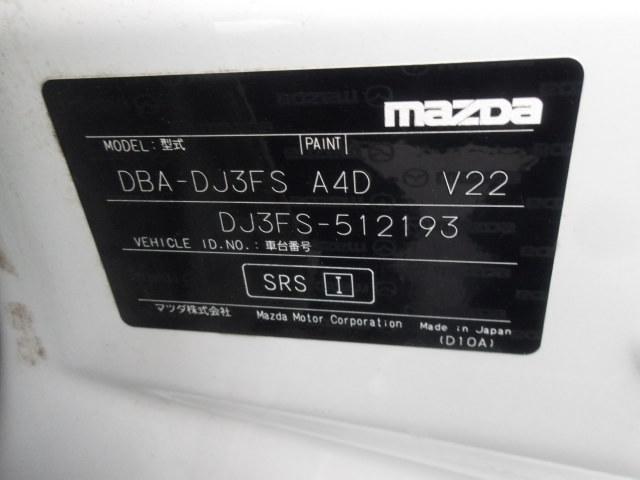 mazda
MODEL: 型式 PAINT
DBA-DJ3FS A4D V22
DJ3FS-512193
VEHICLE ID.NO.: 車台番号
SRS I
マツダ株式会社 Mazda Motor Corporation Made in Japan
(D10A)